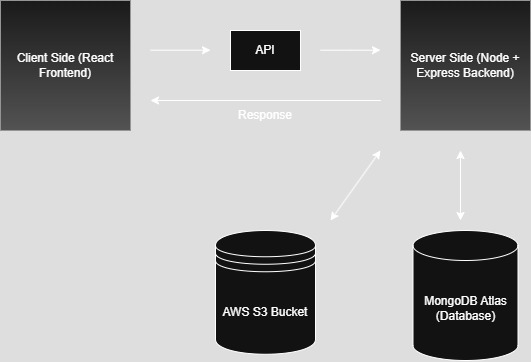 Client Side (React
Frontend)
API
Server Side (Node +
Express Backend)
Response
AWS S3 Bucket
MongoDB Atlas
(Database)